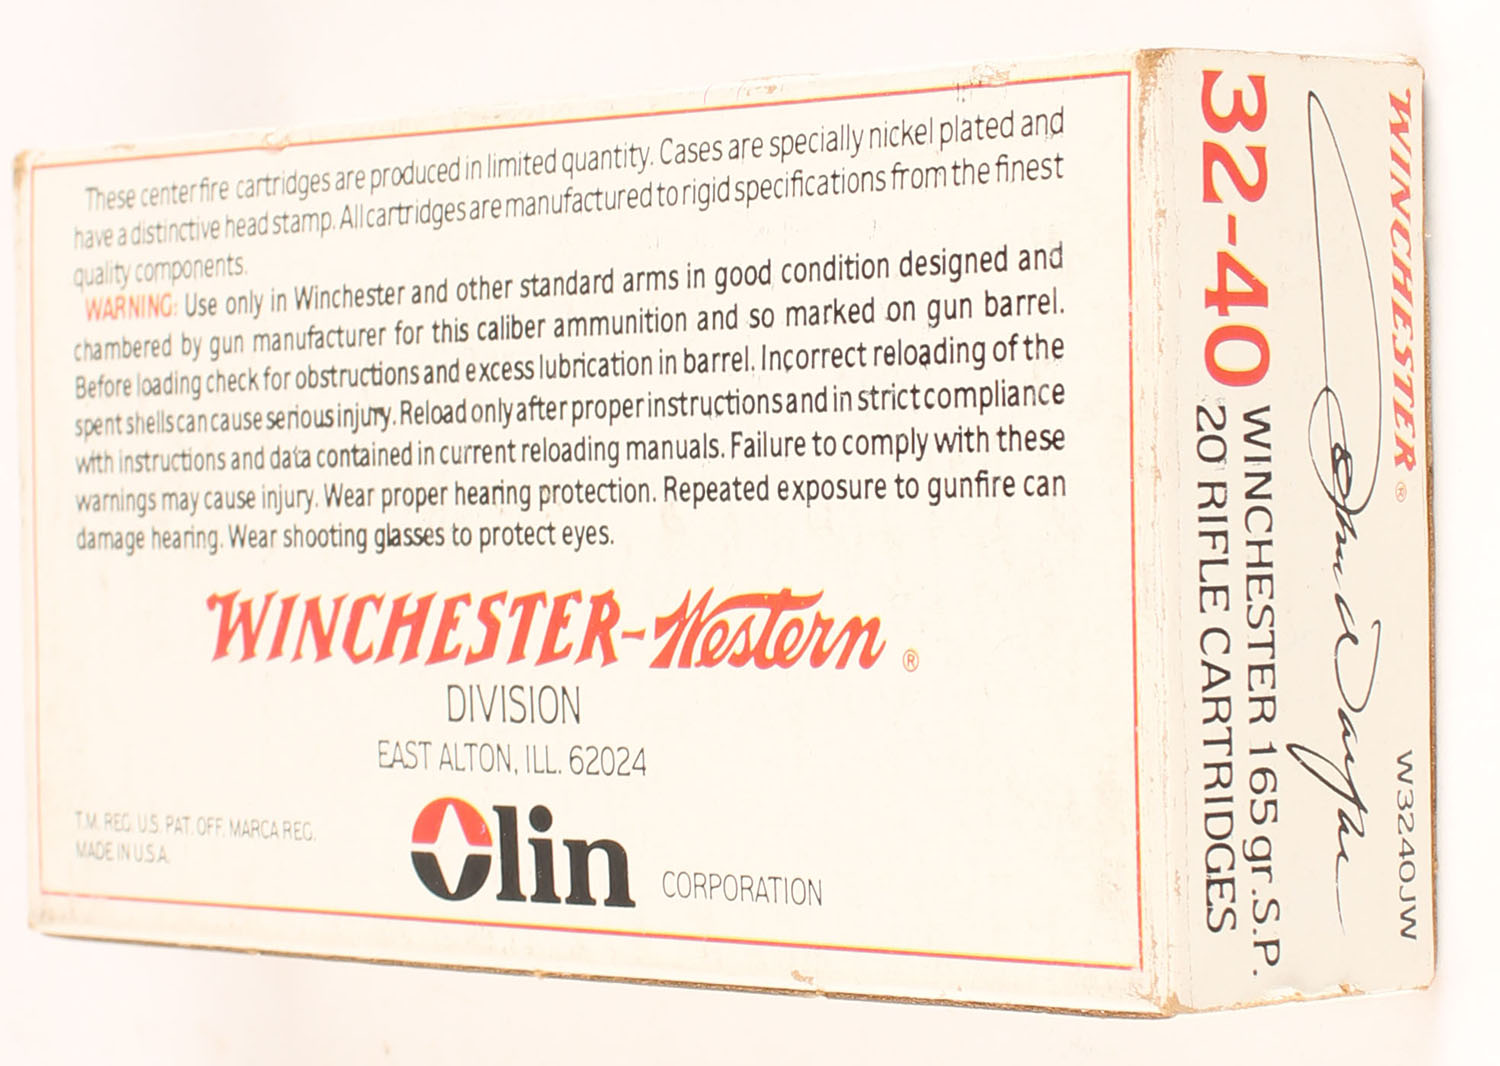 These centerfire cartridges are produced in limited quantity. Cases are specially nickel plated and
have a distinctive head stamp. All cartridges are manufactured to rigid specifications from the finest
quality components.
WARNING: Use only in Winchester and other standard arms in good condition designed and
chambered by gun manufacturer for this caliber ammunition and so marked on gun barrel.
Before loading check for obstructions and excess lubrication in barrel. Incorrect reloading of the
spent shells can cause serious injury. Reload only after proper instructions and in strict compliance
with instructions and data contained in current reloading manuals. Failure to comply with these
warnings may cause injury. Wear proper hearing protection. Repeated exposure to gunfire can
damage hearing. Wear shooting glasses to protect eyes.
WINCHESTER-Western ®
DIVISION
EAST ALTON, ILL. 62024
T.M. REG. U.S. PAT. OFF. MARCA REG.
MADE IN U.S.A.
Olin CORPORATION
WINCHESTER®
W3240JW
John Wayne
32-40 WINCHESTER 165 gr. S.P.
20 RIFLE CARTRIDGES